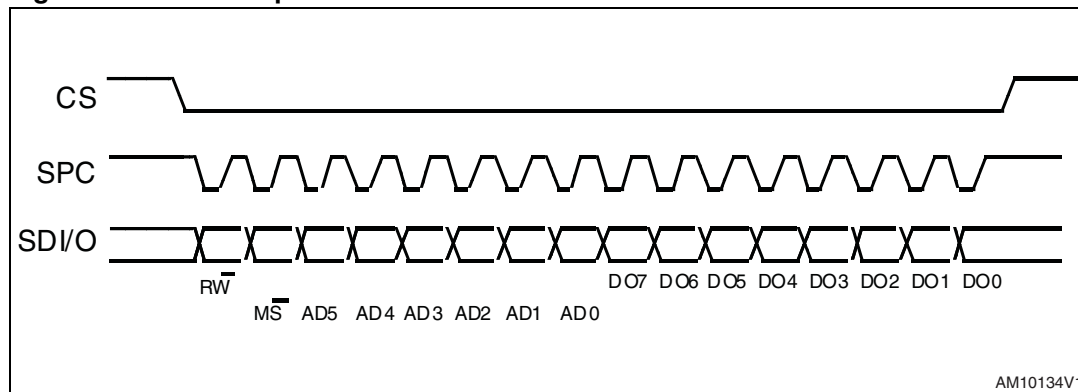 CS
SPC
SDI/O
RW
DO7 DO6 DO5 DO4 DO3 DO2 DO1 DO0
MS AD5 AD4 AD3 AD2 AD1 AD0
AM10134V1